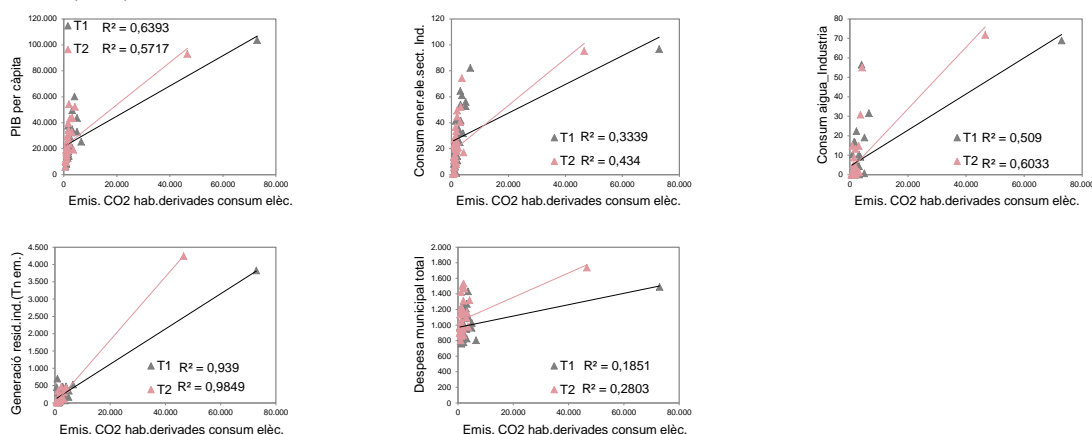 120.000
100.000
80.000
60.000
40.000
20.000
0
0 20.000 40.000 60.000 80.000
PIB per càpita
T1 R² = 0,6393
T2 R² = 0,5717
Emis. CO2 hab.derivades consum elèc.
120.000
100.000
80.000
60.000
40.000
20.000
0
0 20.000 40.000 60.000 80.000
Consum ener.ele.sect. Ind.
T1 R² = 0,3339
T2 R² = 0,434
Emis. CO2 hab.derivades consum elèc.
80
70
60
50
40
30
20
10
0
0 20.000 40.000 60.000 80.000
Consum aigua_Industria
T1 R² = 0,509
T2 R² = 0,6033
Emis. CO2 hab.derivades consum elèc.
4.500
4.000
3.500
3.000
2.500
2.000
1.500
1.000
500
0
0 20.000 40.000 60.000 80.000
Generació resid.ind.(Tn em.)
T1 R² = 0,939
T2 R² = 0,9849
Emis. CO2 hab.derivades consum elèc.
2.000
1.800
1.600
1.400
1.200
1.000
800
600
400
200
0
0 20.000 40.000 60.000 80.000
Despesa municipal total
T1 R² = 0,1851
T2 R² = 0,2803
Emis. CO2 hab.derivades consum elèc.